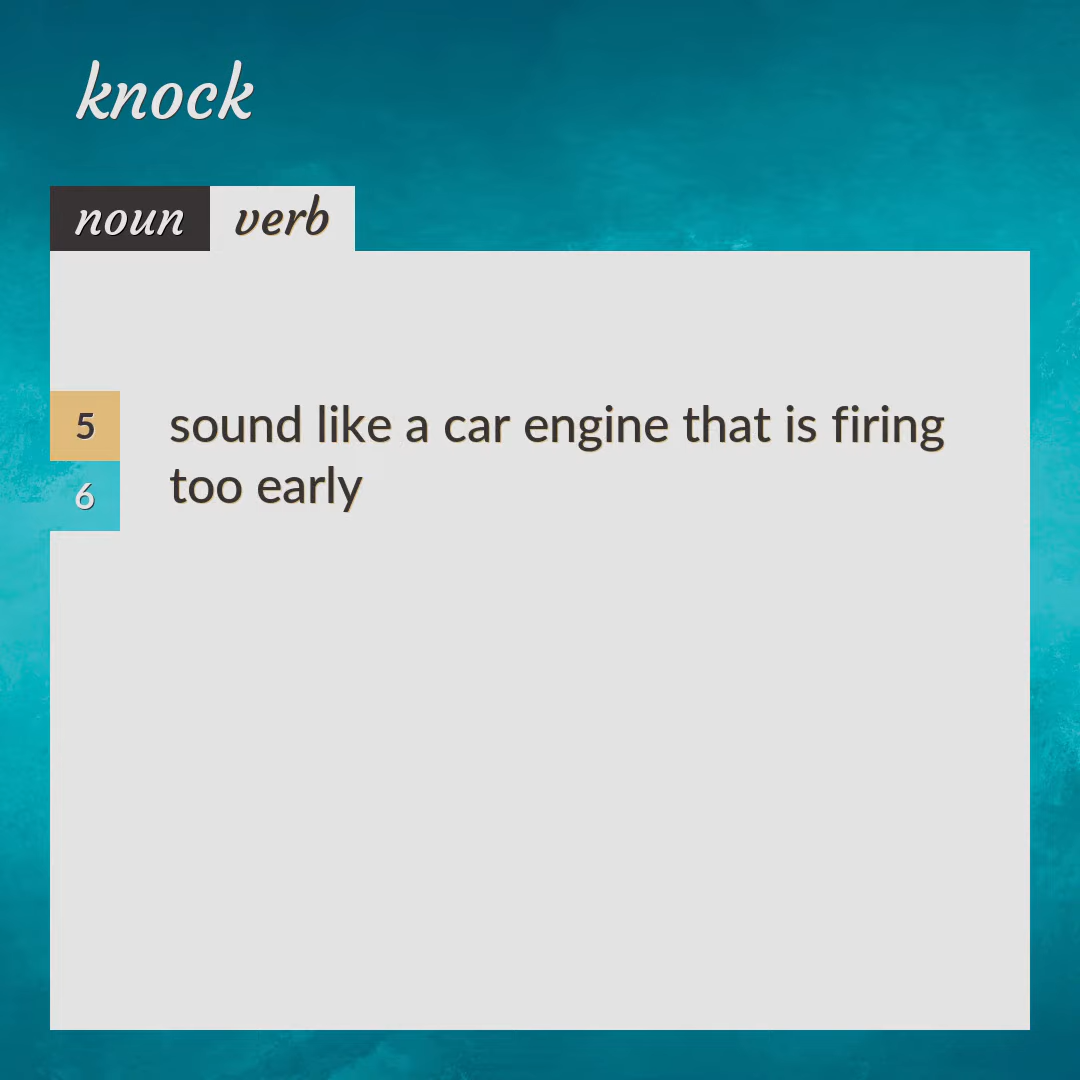 knock
noun verb
5 sound like a car engine that is firing
6 too early